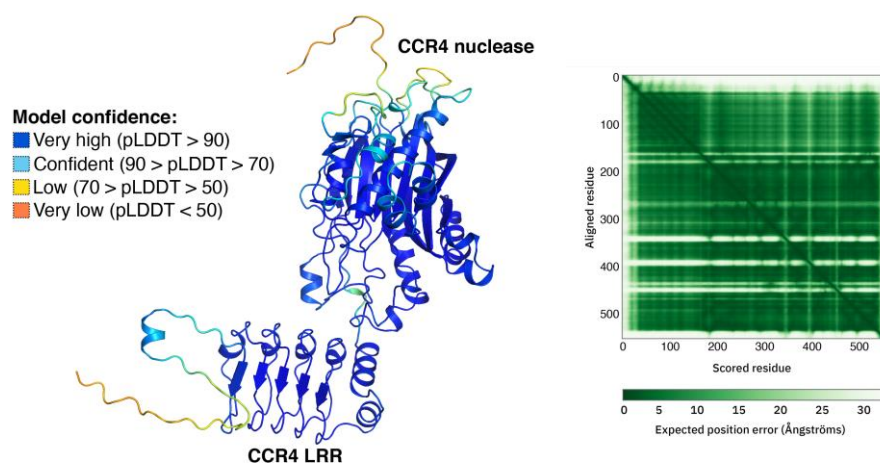 CCR4 nuclease
Model confidence:
Very high (pLDDT > 90)
Confident (90 > pLDDT > 70)
Low (70 > pLDDT > 50)
Very low (pLDDT < 50)
CCR4 LRR
Aligned residue
0
100
200
300
400
500
0 100 200 300 400 500
Scored residue
0 5 10 15 20 25 30
Expected position error (Ångströms)